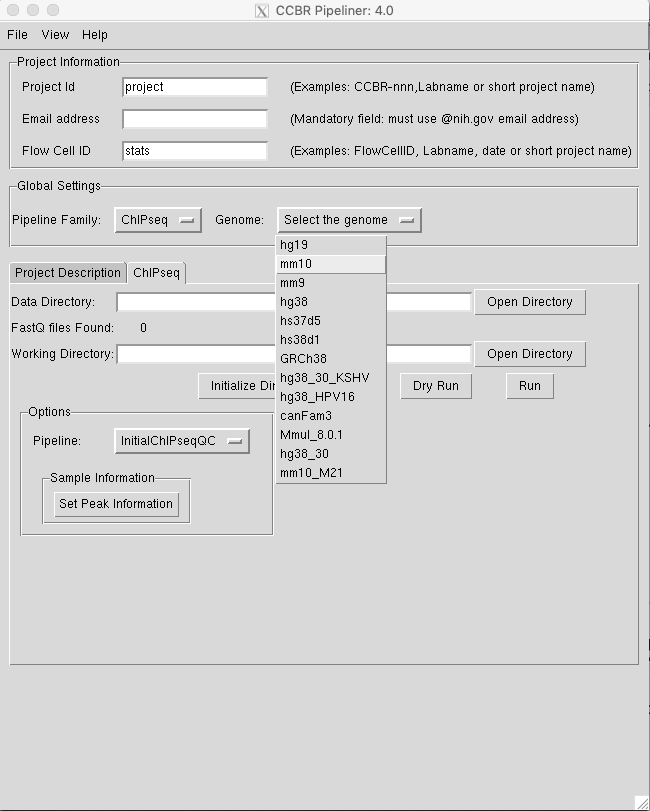 CCBR Pipeliner: 4.0
File View Help
Project Information
Project Id project (Examples: CCBR-nnn,Labname or short project name)
Email address (Mandatory field: must use @nih.gov email address)
Flow Cell ID stats (Examples: FlowCellID, Labname, date or short project name)
Global Settings
Pipeline Family: ChIPseq Genome: Select the genome
hg19
mm10
mm9
hg38
hs37d5
hs38d1
GRCh38
hg38_30_KSHV
hg38_HPV16
canFam3
Mmul_8.0.1
hg38_30
mm10_M21
Project Description ChIPseq
Data Directory: Open Directory
FastQ files Found: 0
Working Directory: Open Directory
Initialize Dry Run Run
Options
Pipeline: InitialChIPseqQC
Sample Information
Set Peak Information